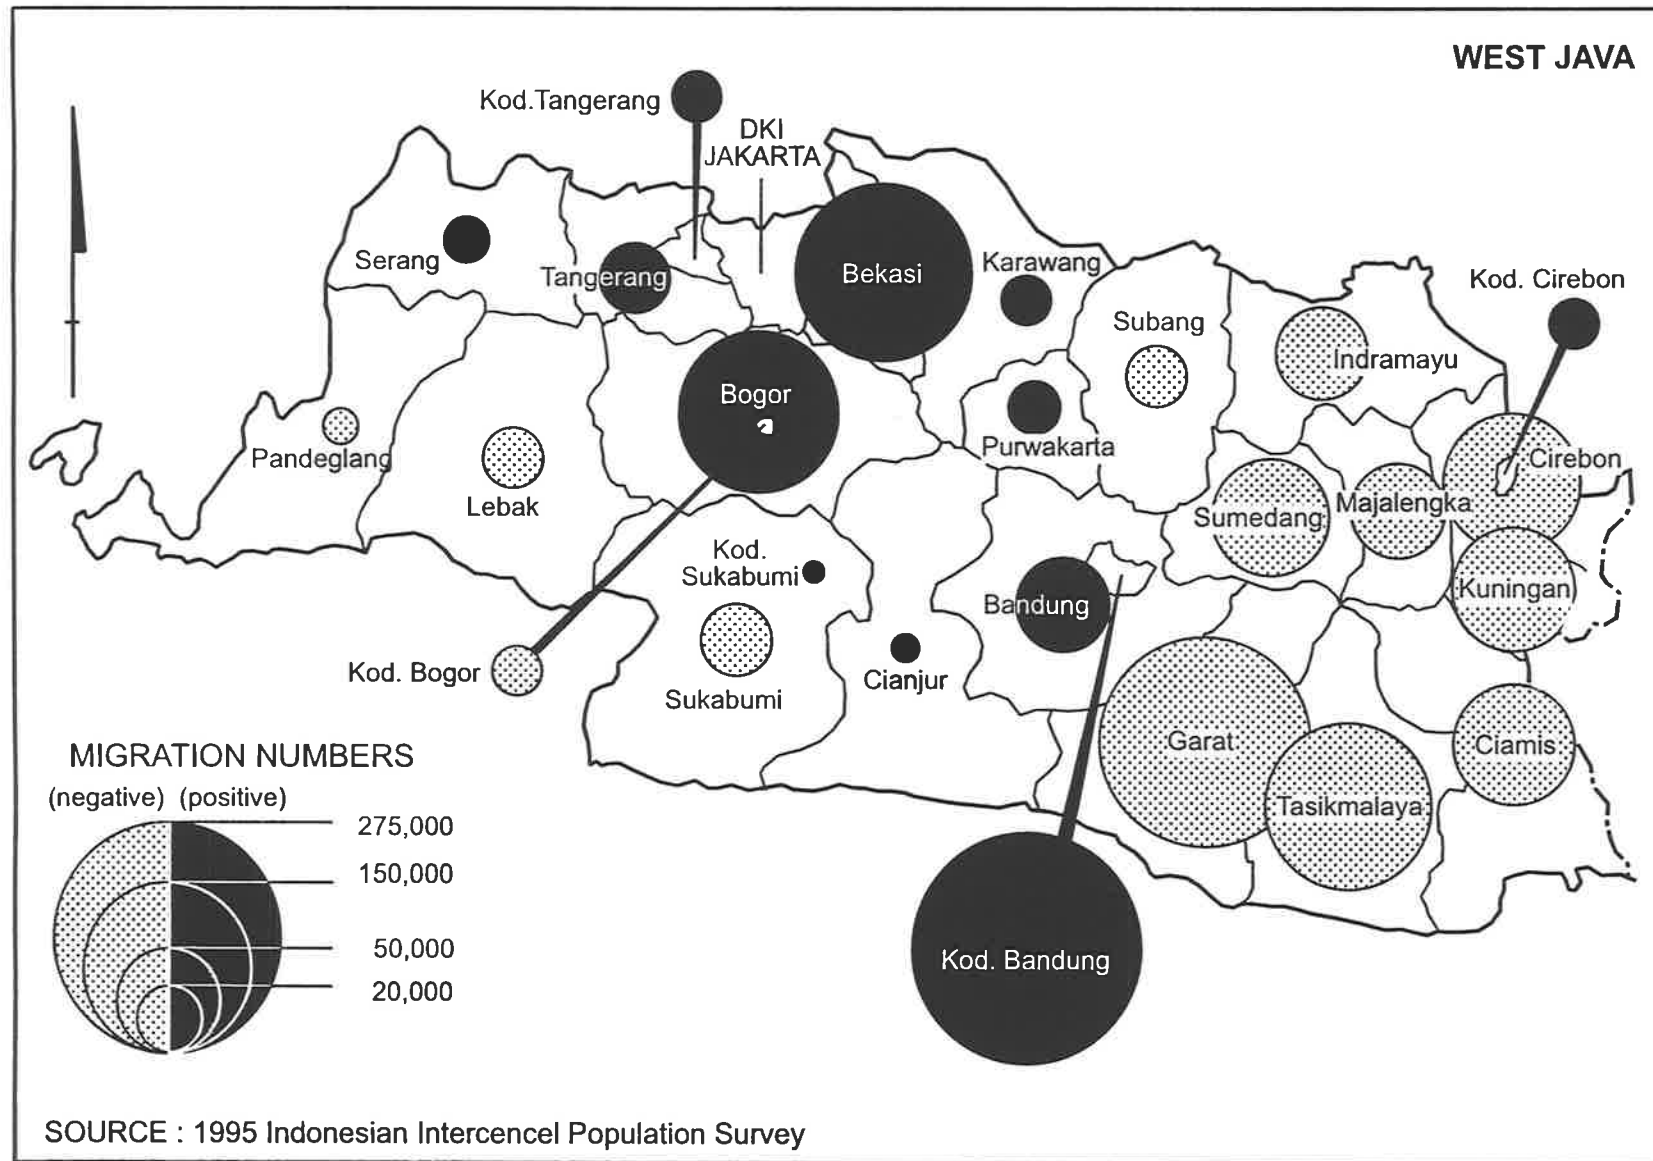 WEST JAVA
Kod.Tangerang
DKI
JAKARTA
Serang
Tangerang
Bekasi
Karawang
Kod. Cirebon
Subang
Indramayu
Bogor
Pandeglang
Lebak
Purwakarta
Cirebon
Sumedang
Majalengka
Kod.
Sukabumi
Bandung
Kuningan
Kod. Bogor
Sukabumi
Cianjur
Garat
Ciamis
Tasikmalaya
Kod. Bandung
MIGRATION NUMBERS
(negative) (positive)
275,000
150,000
50,000
20,000
SOURCE : 1995 Indonesian Intercencel Population Survey